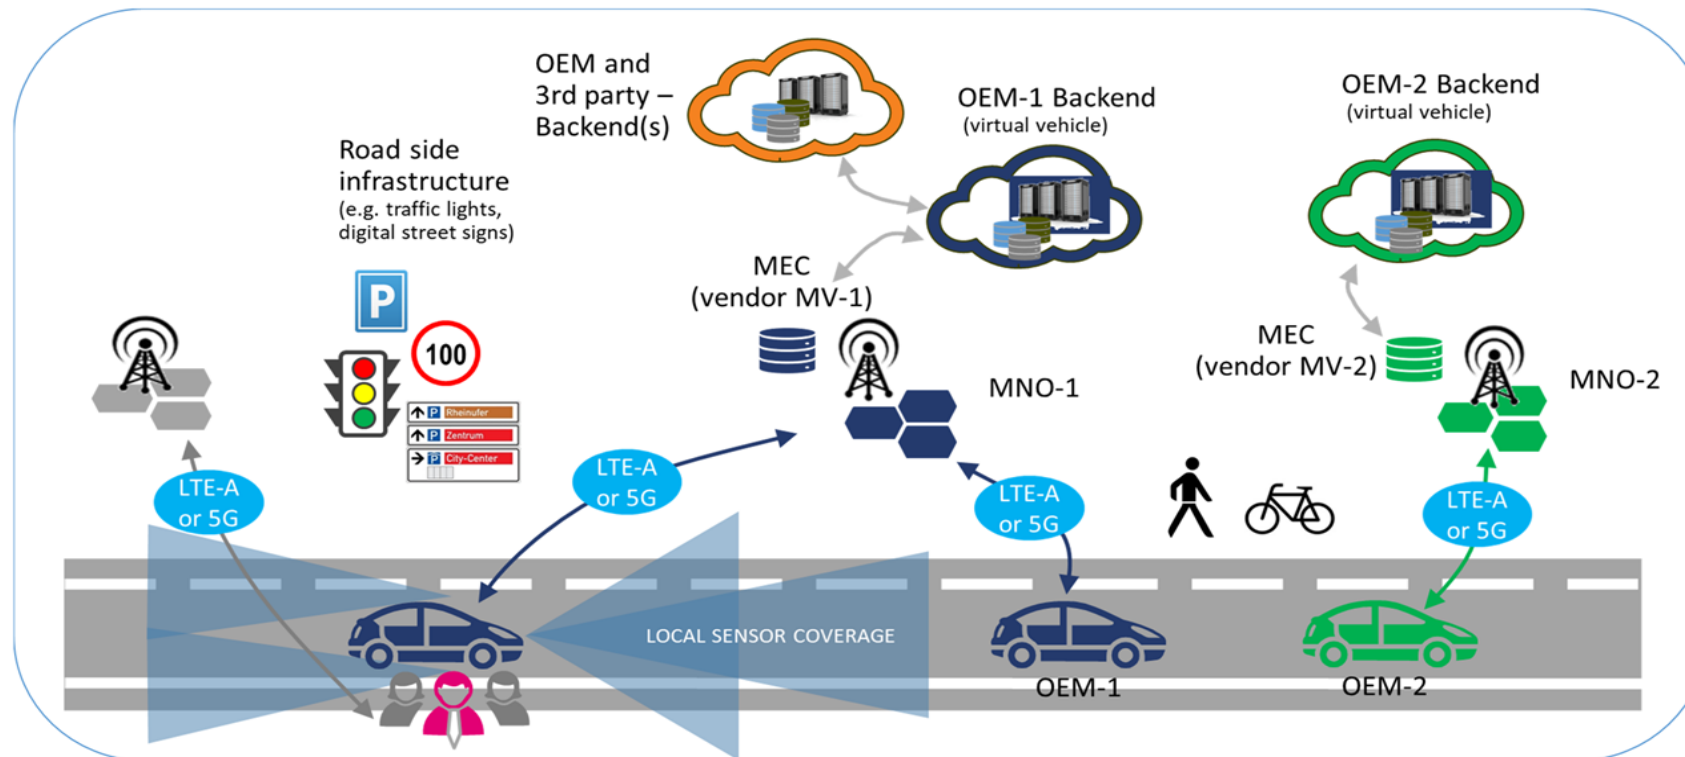 OEM and
3rd party –
Backend(s)
OEM-1 Backend
(virtual vehicle)
OEM-2 Backend
(virtual vehicle)
Road side
infrastructure
(e.g. traffic lights,
digital street signs)
P
100
P Rheinufer
P Zentrum
P City-Center
MEC
(vendor MV-1)
MNO-1
MEC
(vendor MV-2)
MNO-2
LTE-A
or 5G
LTE-A
or 5G
LTE-A
or 5G
LTE-A
or 5G
LOCAL SENSOR COVERAGE
OEM-1
OEM-2